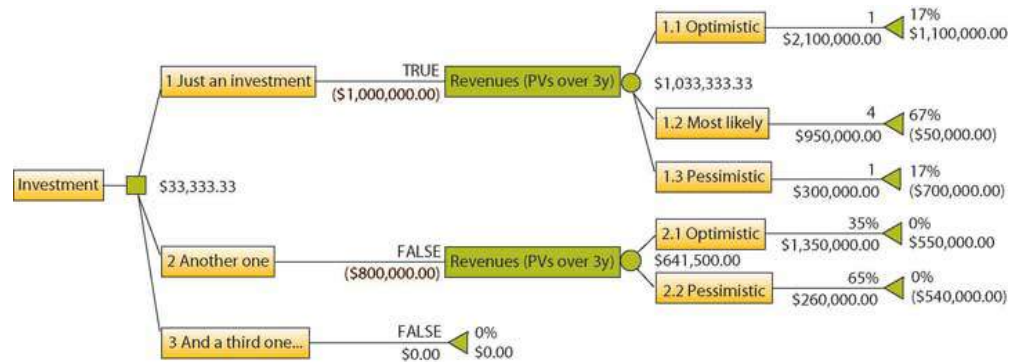 Investment
$33,333.33
1 Just an investment
TRUE
($1,000,000.00)
Revenues (PVs over 3y)
$1,033,333.33
1.1 Optimistic
1
$2,100,000.00
17%
$1,100,000.00
1.2 Most likely
4
$950,000.00
67%
($50,000.00)
1.3 Pessimistic
1
$300,000.00
17%
($700,000.00)
2 Another one
FALSE
($800,000.00)
Revenues (PVs over 3y)
$641,500.00
2.1 Optimistic
35%
$1,350,000.00
0%
$550,000.00
2.2 Pessimistic
65%
$260,000.00
0%
($540,000.00)
3 And a third one...
FALSE
$0.00
0%
$0.00